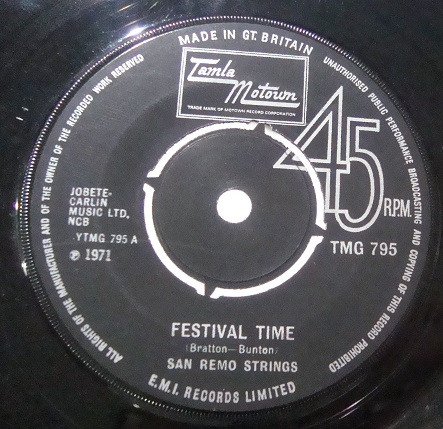 MADE IN GT. BRITAIN
UNAUTHORISED PUBLIC PERFORMANCE BROADCASTING AND COPYING OF THIS RECORD PROHIBITED
ALL RIGHTS OF THE MANUFACTURER AND OF THE OWNER OF THE RECORDED WORK RESERVED
Tamla
Motown
TRADE MARK OF MOTOWN RECORD CORPORATION
45
R.P.M.
JOBETE-
CARLIN
MUSIC LTD.
NCB
YTMG 795 A
℗ 1971
TMG 795
FESTIVAL TIME
(Bratton—Bunton)
SAN REMO STRINGS
E.M.I. RECORDS LIMITED